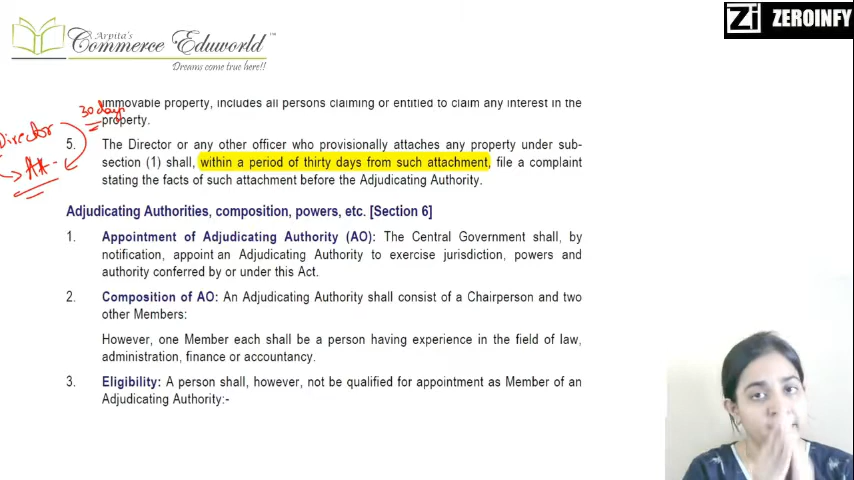 Arpita's
Commerce Eduworld™
Dreams come true here!!
Zi ZEROINFY
immovable property, includes all persons claiming or entitled to claim any interest in the
30 days
property.
Director
→ AA
5. The Director or any other officer who provisionally attaches any property under sub-
section (1) shall, within a period of thirty days from such attachment, file a complaint
stating the facts of such attachment before the Adjudicating Authority.
Adjudicating Authorities, composition, powers, etc. [Section 6]
1. Appointment of Adjudicating Authority (AO): The Central Government shall, by
notification, appoint an Adjudicating Authority to exercise jurisdiction, powers and
authority conferred by or under this Act.
2. Composition of AO: An Adjudicating Authority shall consist of a Chairperson and two
other Members:
However, one Member each shall be a person having experience in the field of law,
administration, finance or accountancy.
3. Eligibility: A person shall, however, not be qualified for appointment as Member of an
Adjudicating Authority:-